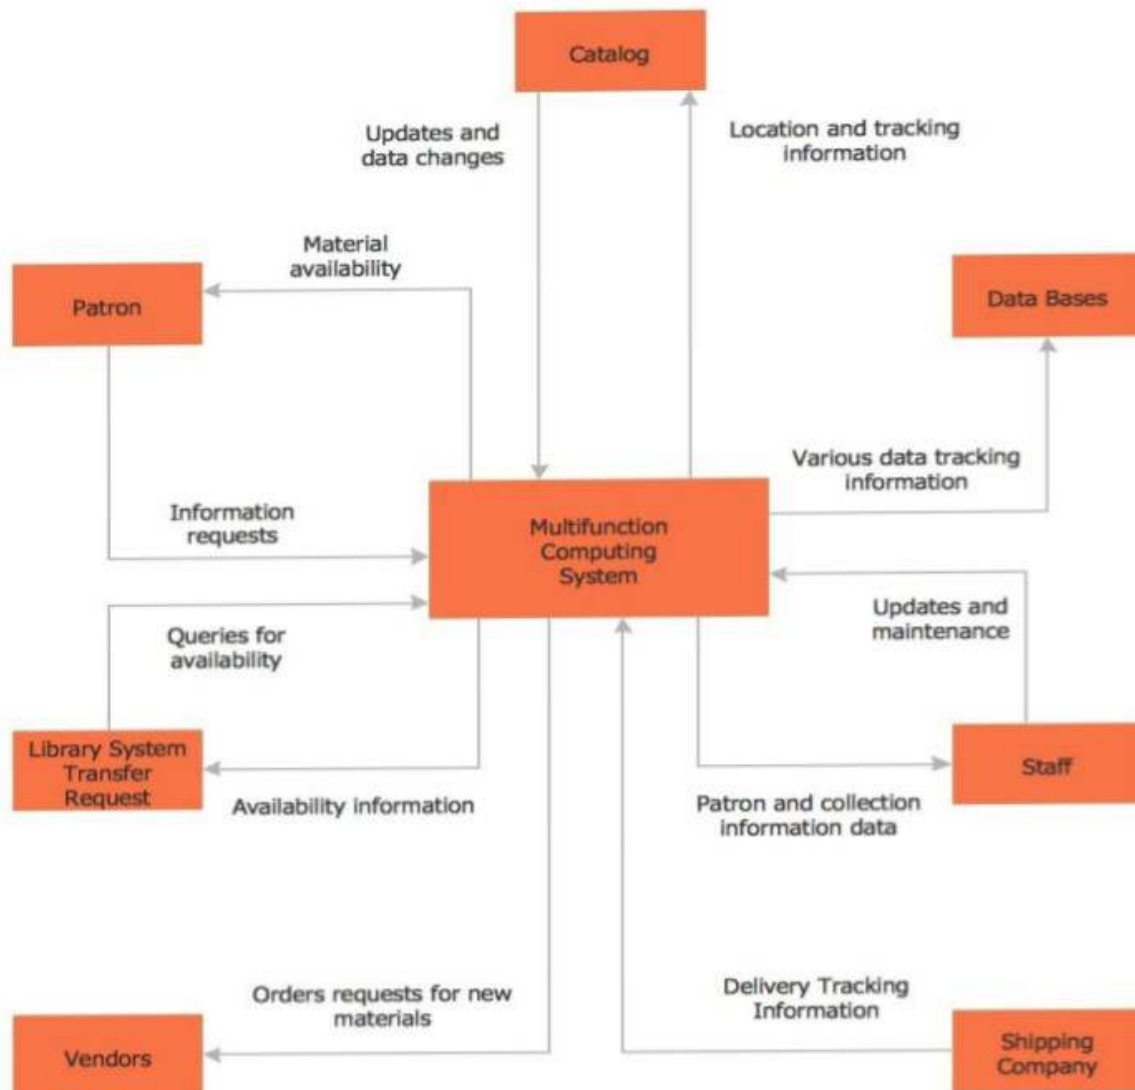 Catalog
Updates and
data changes
Location and tracking
information
Material
availability
Patron
Data Bases
Various data tracking
information
Information
requests
Multifunction
Computing
System
Queries for
availability
Updates and
maintenance
Library System
Transfer
Request
Availability information
Staff
Patron and collection
information data
Orders requests for new
materials
Delivery Tracking
Information
Vendors
Shipping
Company